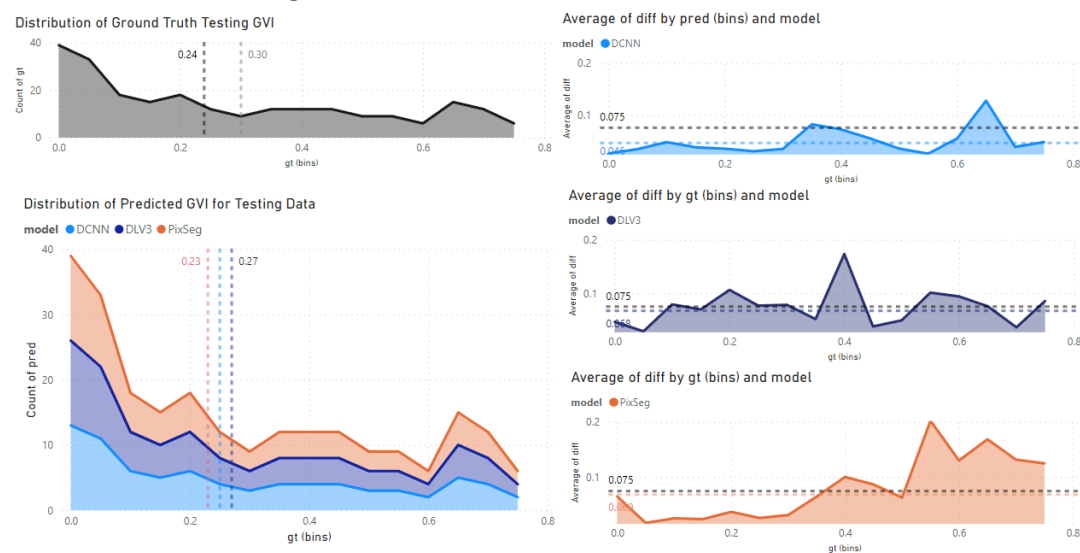 Distribution of Ground Truth Testing GVI
40
20
0
Count of gt
0.24
0.30
0.0
0.2
0.4
0.6
0.8
gt (bins)
Distribution of Predicted GVI for Testing Data
model DCNN DLV3 PixSeg
40
30
20
10
0
Count of pred
0.23
0.27
0.0
0.2
0.4
0.6
0.8
gt (bins)
Average of diff by pred (bins) and model
model DCNN
0.2
0.1
Average of diff
0.075
0.046
0.0
0.2
0.4
0.6
0.8
gt (bins)
Average of diff by gt (bins) and model
model DLV3
0.2
0.1
Average of diff
0.075
0.068
0.0
0.2
0.4
0.6
0.8
gt (bins)
Average of diff by gt (bins) and model
model PixSeg
0.2
0.1
Average of diff
0.075
0.0
0.2
0.4
0.6
0.8
gt (bins)